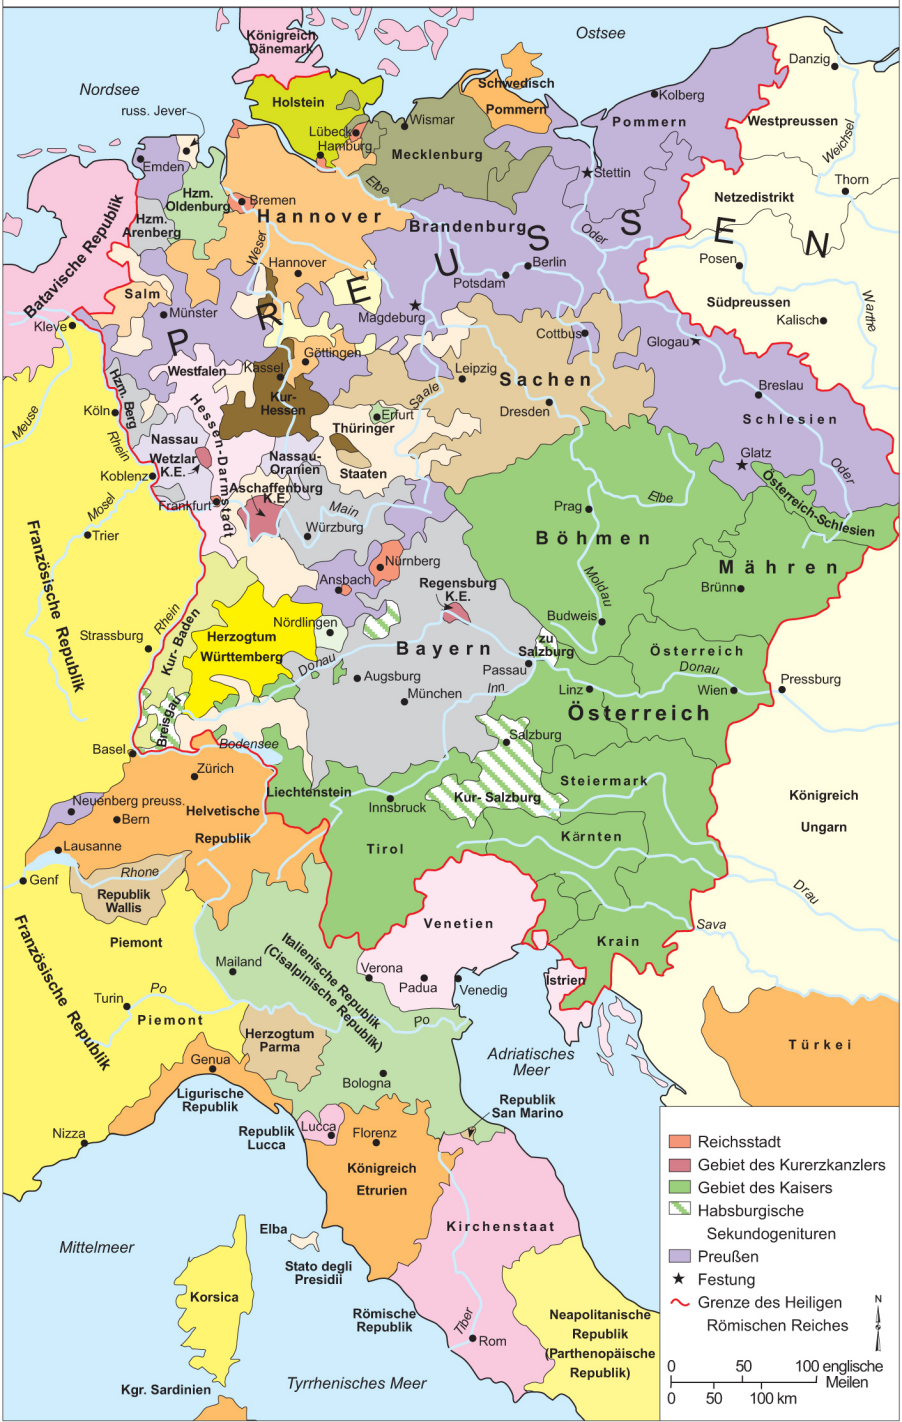 Königreich
Dänemark
Ostsee
Nordsee
russ. Jever
Emden
Hzm.
Oldenburg
Hzm.
Arenberg
Holstein
Lübeck
Hamburg
Wismar
Mecklenburg
Schwedisch
Pommern
Kolberg
Pommern
Stettin
Danzig
Westpreussen
Weichsel
Thorn
Netzedistrikt
Posen
Südpreussen
Kalisch
Warthe
Batavische Republik
Bremen
Hannover
Weser
Elbe
Hannover
Brandenburg
Berlin
Potsdam
Oder
PREUSSEN
Magdeburg
Salm
Münster
Kleve
Westfalen
Kassel
Göttingen
Kur-
Hessen
Cottbus
Glogau
Leipzig
Sachen
Dresden
Saale
Breslau
Schlesien
Glatz
Oder
Österreich-Schlesien
Meuse
Hzm. Berg
Köln
Rhein
Koblenz
Mosel
Trier
Nassau
Wetzlar
K.E.
Hessen-Darmstadt
Frankfurt
Erfurt
Thüringer
Staaten
Nassau-
Oranien
Aschaffenburg
K.E.
Main
Würzburg
Nürnberg
Ansbach
Nördlingen
Regensburg
K.E.
Französische Republik
Strassburg
Rhein
Kur- Baden
Herzogtum
Württemberg
Donau
Bayern
Augsburg
München
Inn
Passau
zu
Salzburg
Prag
Elbe
Böhmen
Moldau
Budweis
Mähren
Brünn
Österreich
Donau
Linz
Wien
Pressburg
Österreich
Breisgau
Basel
Bodensee
Zürich
Neuenberg preuss.
Bern
Helvetische
Republik
Lausanne
Genf
Rhone
Republik
Wallis
Liechtenstein
Innsbruck
Tirol
Salzburg
Kur- Salzburg
Steiermark
Kärnten
Krain
Königreich
Ungarn
Drau
Sava
Französische Republik
Piemont
Turin
Po
Piemont
Mailand
Italienische Republik
(Cisalpinische Republik)
Venetien
Verona
Padua
Venedig
Istrien
Po
Herzogtum
Parma
Bologna
Genua
Ligurische
Republik
Nizza
Adriatisches
Meer
Türkei
Republik
San Marino
Lucca
Republik
Lucca
Florenz
Königreich
Etrurien
Kirchenstaat
Elba
Stato degli
Presidii
Mittelmeer
Korsica
Römische
Republik
Tiber
Rom
Neapolitanische
Republik
(Parthenopäische
Republik)
Kgr. Sardinien
Tyrrhenisches Meer
Reichsstadt
Gebiet des Kurerzkanzlers
Gebiet des Kaisers
Habsburgische
Sekundogenituren
Preußen
Festung
Grenze des Heiligen
Römischen Reiches
N
0 50 100 englische
Meilen
0 50 100 km